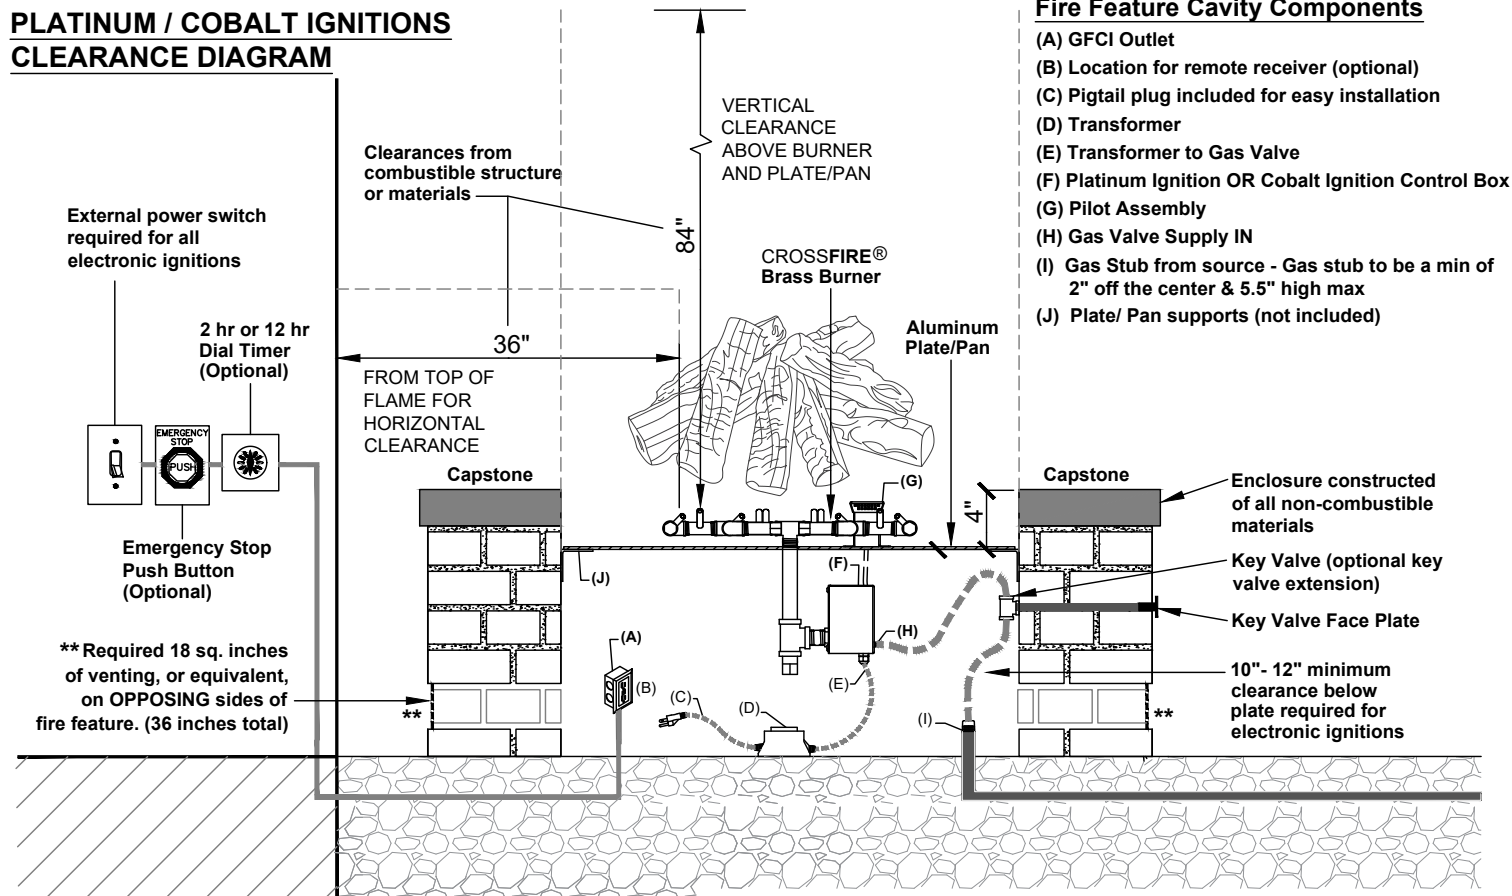 PLATINUM / COBALT IGNITIONS
CLEARANCE DIAGRAM
Fire Feature Cavity Components
(A) GFCI Outlet
(B) Location for remote receiver (optional)
(C) Pigtail plug included for easy installation
(D) Transformer
(E) Transformer to Gas Valve
(F) Platinum Ignition OR Cobalt Ignition Control Box
(G) Pilot Assembly
(H) Gas Valve Supply IN
(I) Gas Stub from source - Gas stub to be a min of
2" off the center & 5.5" high max
(J) Plate/ Pan supports (not included)
VERTICAL
CLEARANCE
ABOVE BURNER
AND PLATE/PAN
84"
Clearances from
combustible structure
or materials
External power switch
required for all
electronic ignitions
2 hr or 12 hr
Dial Timer
(Optional)
36"
FROM TOP OF
FLAME FOR
HORIZONTAL
CLEARANCE
CROSSFIRE®
Brass Burner
Aluminum
Plate/Pan
EMERGENCY
STOP
PUSH
Emergency Stop
Push Button
(Optional)
Capstone
Capstone
(G)
4"
Enclosure constructed
of all non-combustible
materials
Key Valve (optional key
valve extension)
Key Valve Face Plate
(J)
(F)
(H)
(A)
(B)
(C)
(D)
(E)
(I)
** Required 18 sq. inches
of venting, or equivalent,
on OPPOSING sides of
fire feature. (36 inches total)
**
**
10"- 12" minimum
clearance below
plate required for
electronic ignitions